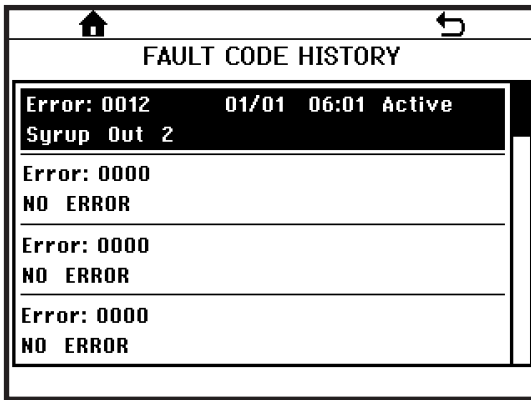 FAULT CODE HISTORY
Error: 0012 01/01 06:01 Active
Syrup Out 2
Error: 0000
NO ERROR
Error: 0000
NO ERROR
Error: 0000
NO ERROR